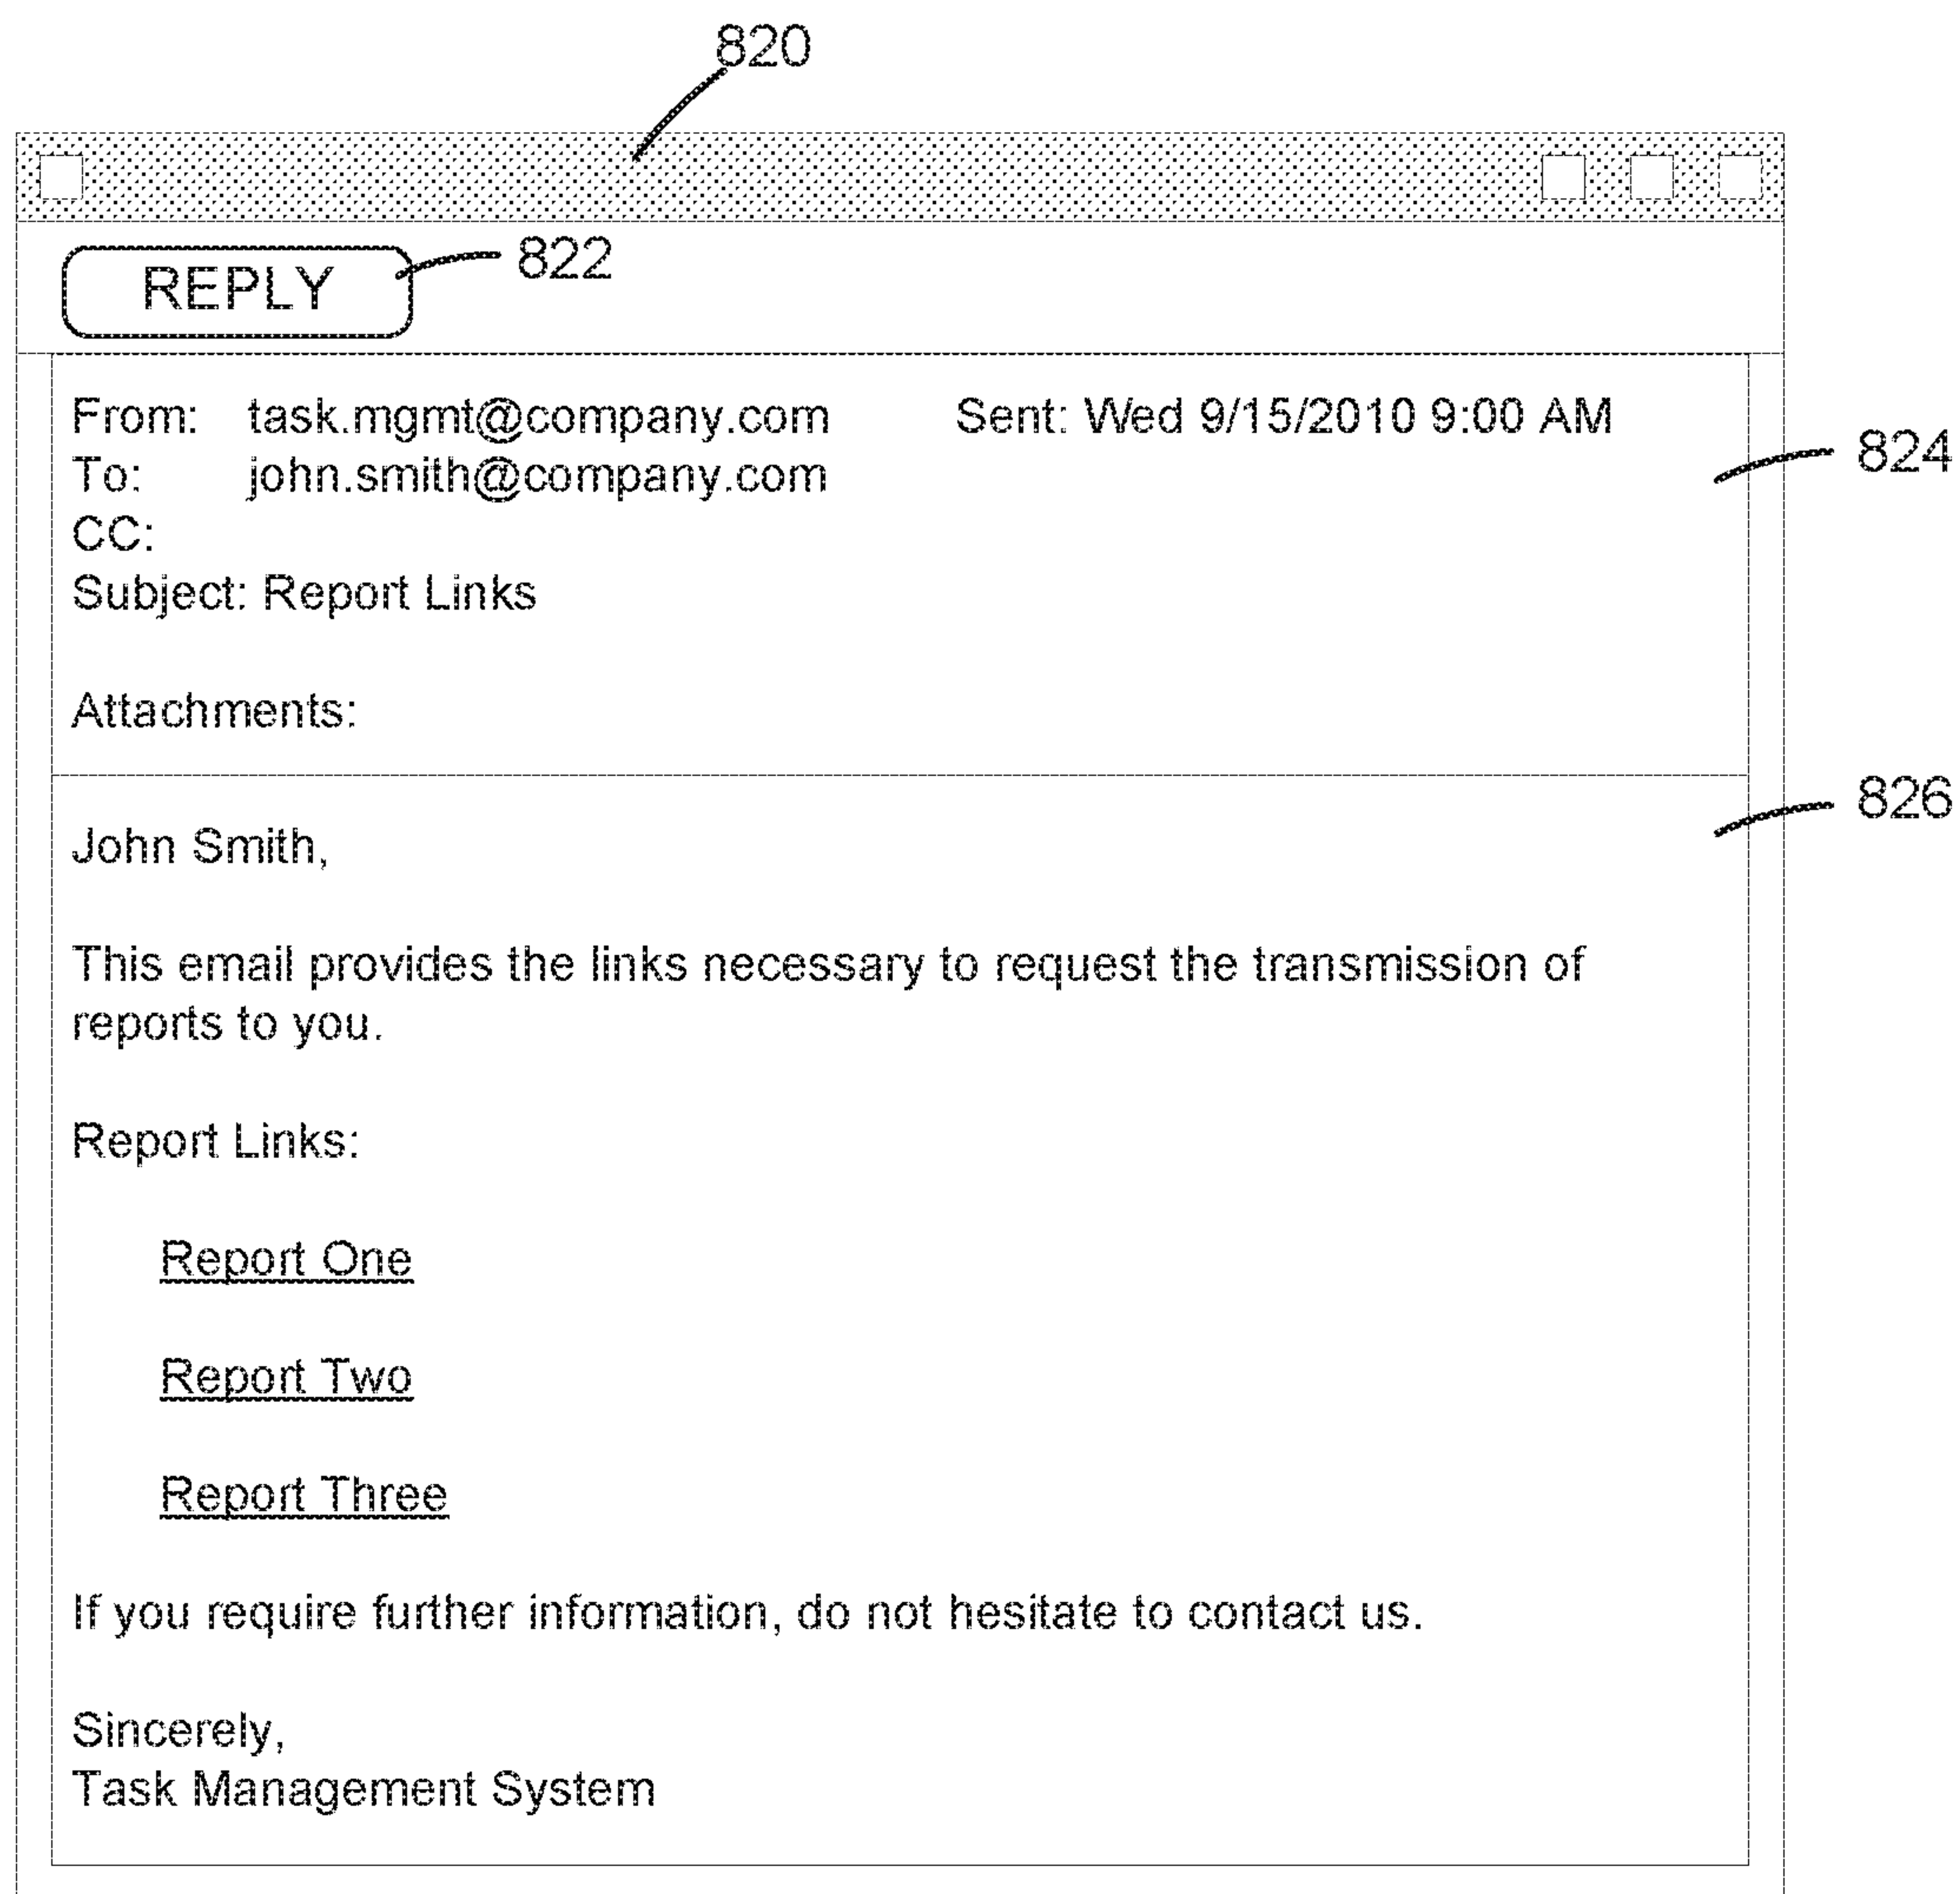 820
REPLY 822
From: task.mgmt@company.com Sent: Wed 9/15/2010 9:00 AM
824
To: john.smith@company.com
CC:
Subject: Report Links
Attachments:
826
John Smith,
This email provides the links necessary to request the transmission of
reports to you.
Report Links:
Report One
Report Two
Report Three
If you require further information, do not hesitate to contact us.
Sincerely,
Task Management System